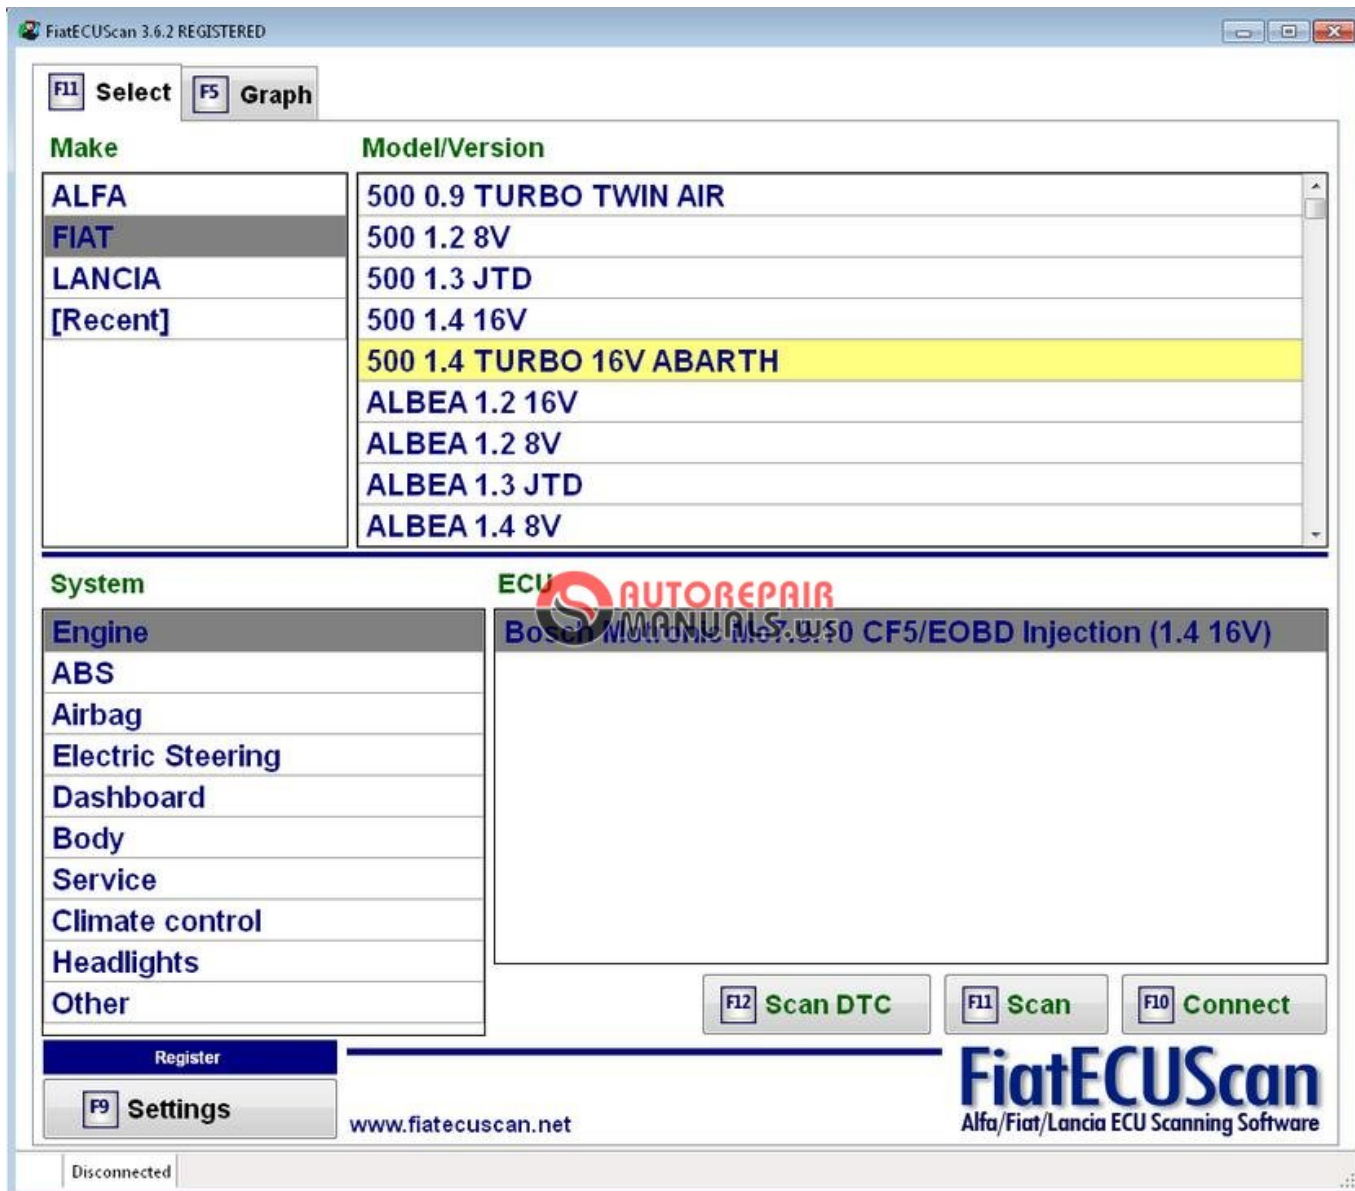 FiatECUScan 3.6.2 REGISTERED
F11 Select F5 Graph
Make
Model/Version
ALFA
FIAT
LANCIA
[Recent]
500 0.9 TURBO TWIN AIR
500 1.2 8V
500 1.3 JTD
500 1.4 16V
500 1.4 TURBO 16V ABARTH
ALBEA 1.2 16V
ALBEA 1.2 8V
ALBEA 1.3 JTD
ALBEA 1.4 8V
System
Engine
ABS
Airbag
Electric Steering
Dashboard
Body
Service
Climate control
Headlights
Other
ECU
AUTOREPAIR
MANUALS.WS
Bosch CF5/EOBD Injection (1.4 16V)
F12 Scan DTC F11 Scan F10 Connect
Register
F9 Settings
www.fiatecuscan.net
FiatECUScan
Alfa/Fiat/Lancia ECU Scanning Software
Disconnected